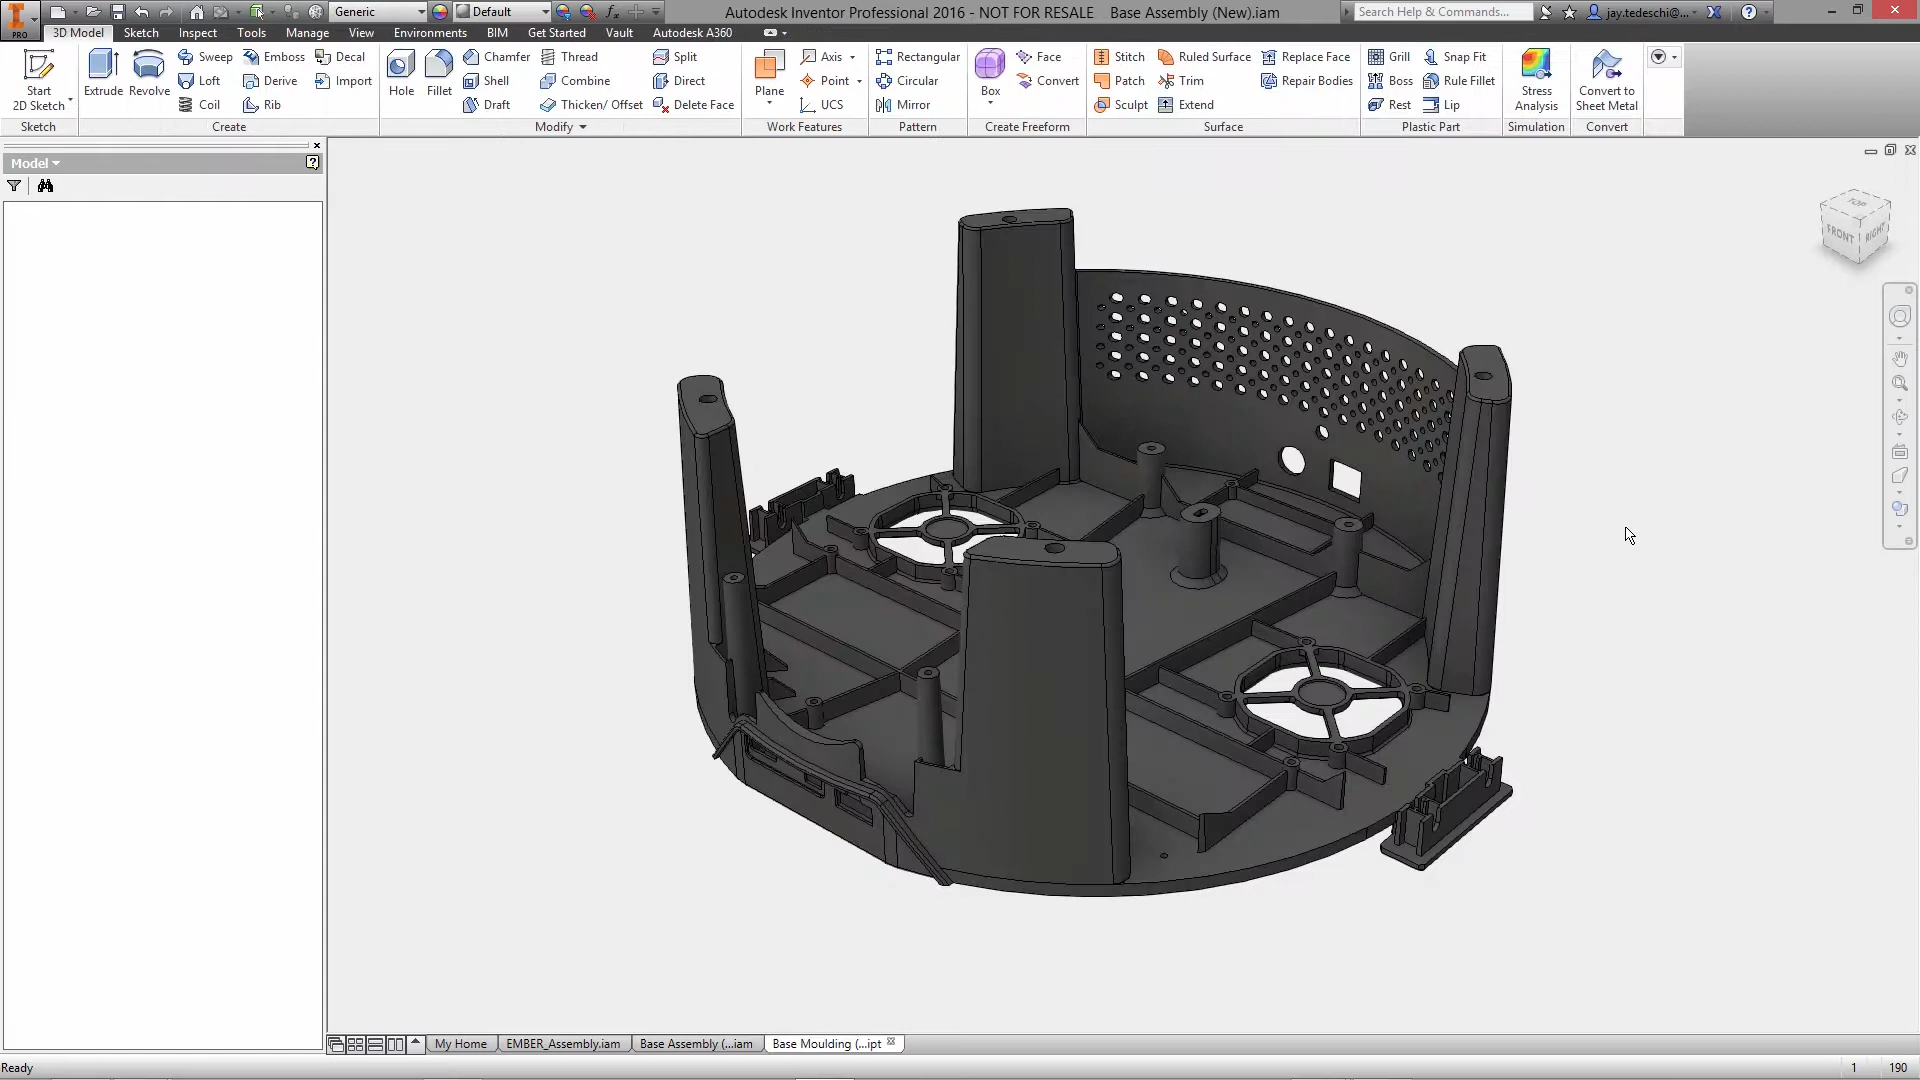 Generic
Default
Autodesk Inventor Professional 2016 - NOT FOR RESALE Base Assembly (New).iam
Search Help & Commands...
jay.tedeschi@...
PRO
3D Model Sketch Inspect Tools Manage View Environments BIM Get Started Vault Autodesk A360
Start
2D Sketch
Extrude Revolve
Sweep Emboss Decal
Loft Derive Import
Coil Rib
Hole Fillet
Chamfer Thread Split
Shell Combine Direct
Draft Thicken/ Offset Delete Face
Plane
Axis
Point
UCS
Rectangular
Circular
Mirror
Box
Face
Convert
Stitch Ruled Surface Replace Face
Patch Trim Repair Bodies
Sculpt Extend
Grill Snap Fit
Boss Rule Fillet
Rest Lip
Stress
Analysis
Convert to
Sheet Metal
Sketch Create Modify Work Features Pattern Create Freeform Surface Plastic Part Simulation Convert
Model
TOP
FRONT
RIGHT
My Home EMBER_Assembly.iam Base Assembly (...iam Base Moulding (...ipt
Ready
1 190